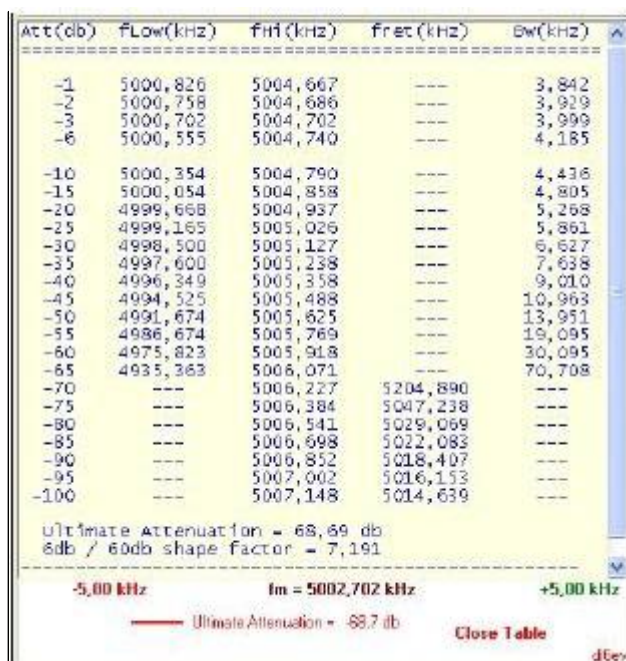 Att(db) fLow(kHz) fHi(kHz) fret(kHz) Bw(kHz)
================================================
-1 5000,826 5004,667 --- 3,842
-2 5000,758 5004,686 --- 3,929
-3 5000,702 5004,702 --- 3,999
-6 5000,555 5004,740 --- 4,185
-10 5000,354 5004,790 --- 4,436
-15 5000,054 5004,858 --- 4,805
-20 4999,668 5004,937 --- 5,268
-25 4999,165 5005,026 --- 5,861
-30 4998,500 5005,127 --- 6,627
-35 4997,600 5005,238 --- 7,638
-40 4996,349 5005,358 --- 9,010
-45 4994,525 5005,488 --- 10,963
-50 4991,674 5005,625 --- 13,951
-55 4986,674 5005,769 --- 19,095
-60 4975,823 5005,918 --- 30,095
-65 4935,363 5006,071 --- 70,708
-70 --- 5006,227 5204,890 ---
-75 --- 5006,384 5047,238 ---
-80 --- 5006,541 5029,069 ---
-85 --- 5006,698 5022,083 ---
-90 --- 5006,852 5018,407 ---
-95 --- 5007,002 5016,153 ---
-100 --- 5007,148 5014,639 ---
Ultimate Attenuation = 68,69 db
6db / 60db shape factor = 7,191
------------------------------------------------
-5,00 kHz fm = 5002,702 kHz +5,00 kHz
Ultimate Attenuation = -68.7 db
Close Table